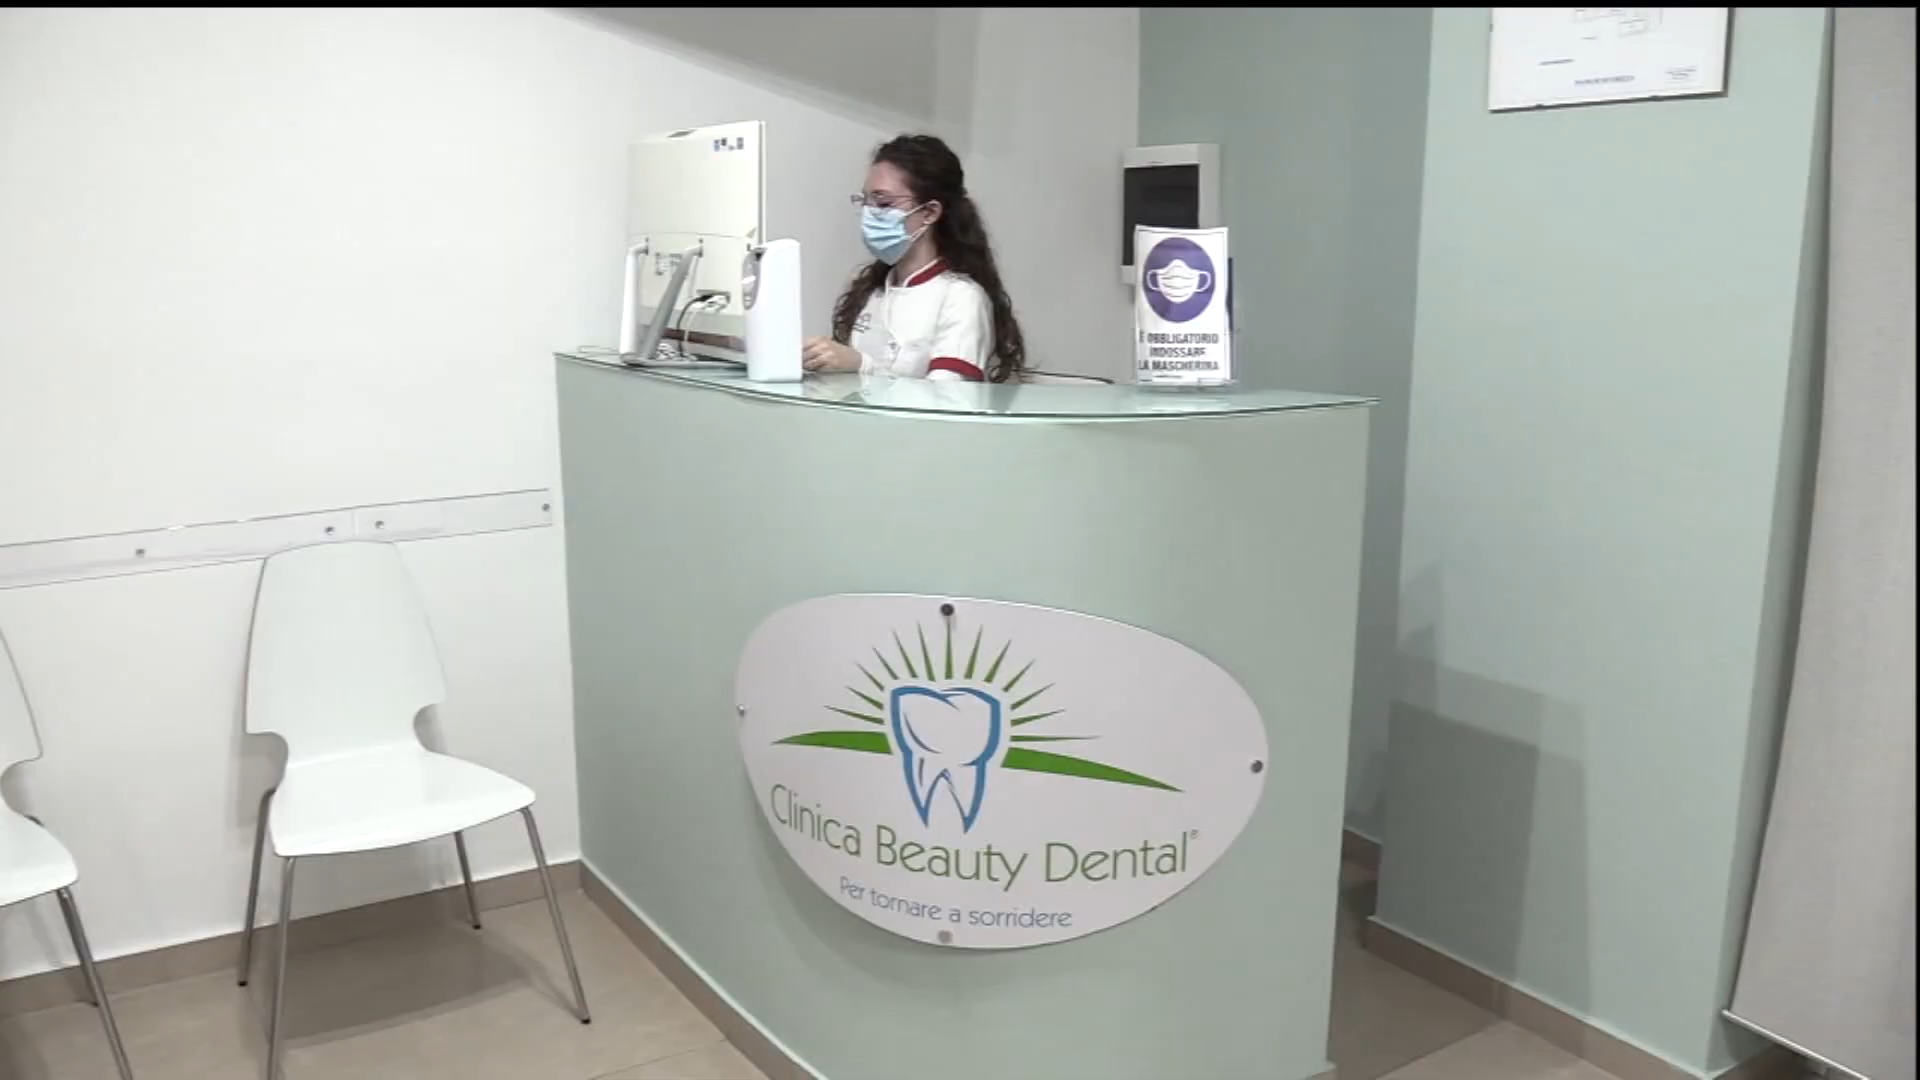 È OBBLIGATORIO
INDOSSARE
LA MASCHERINA
Clinica Beauty Dental®
Per tornare a sorridere